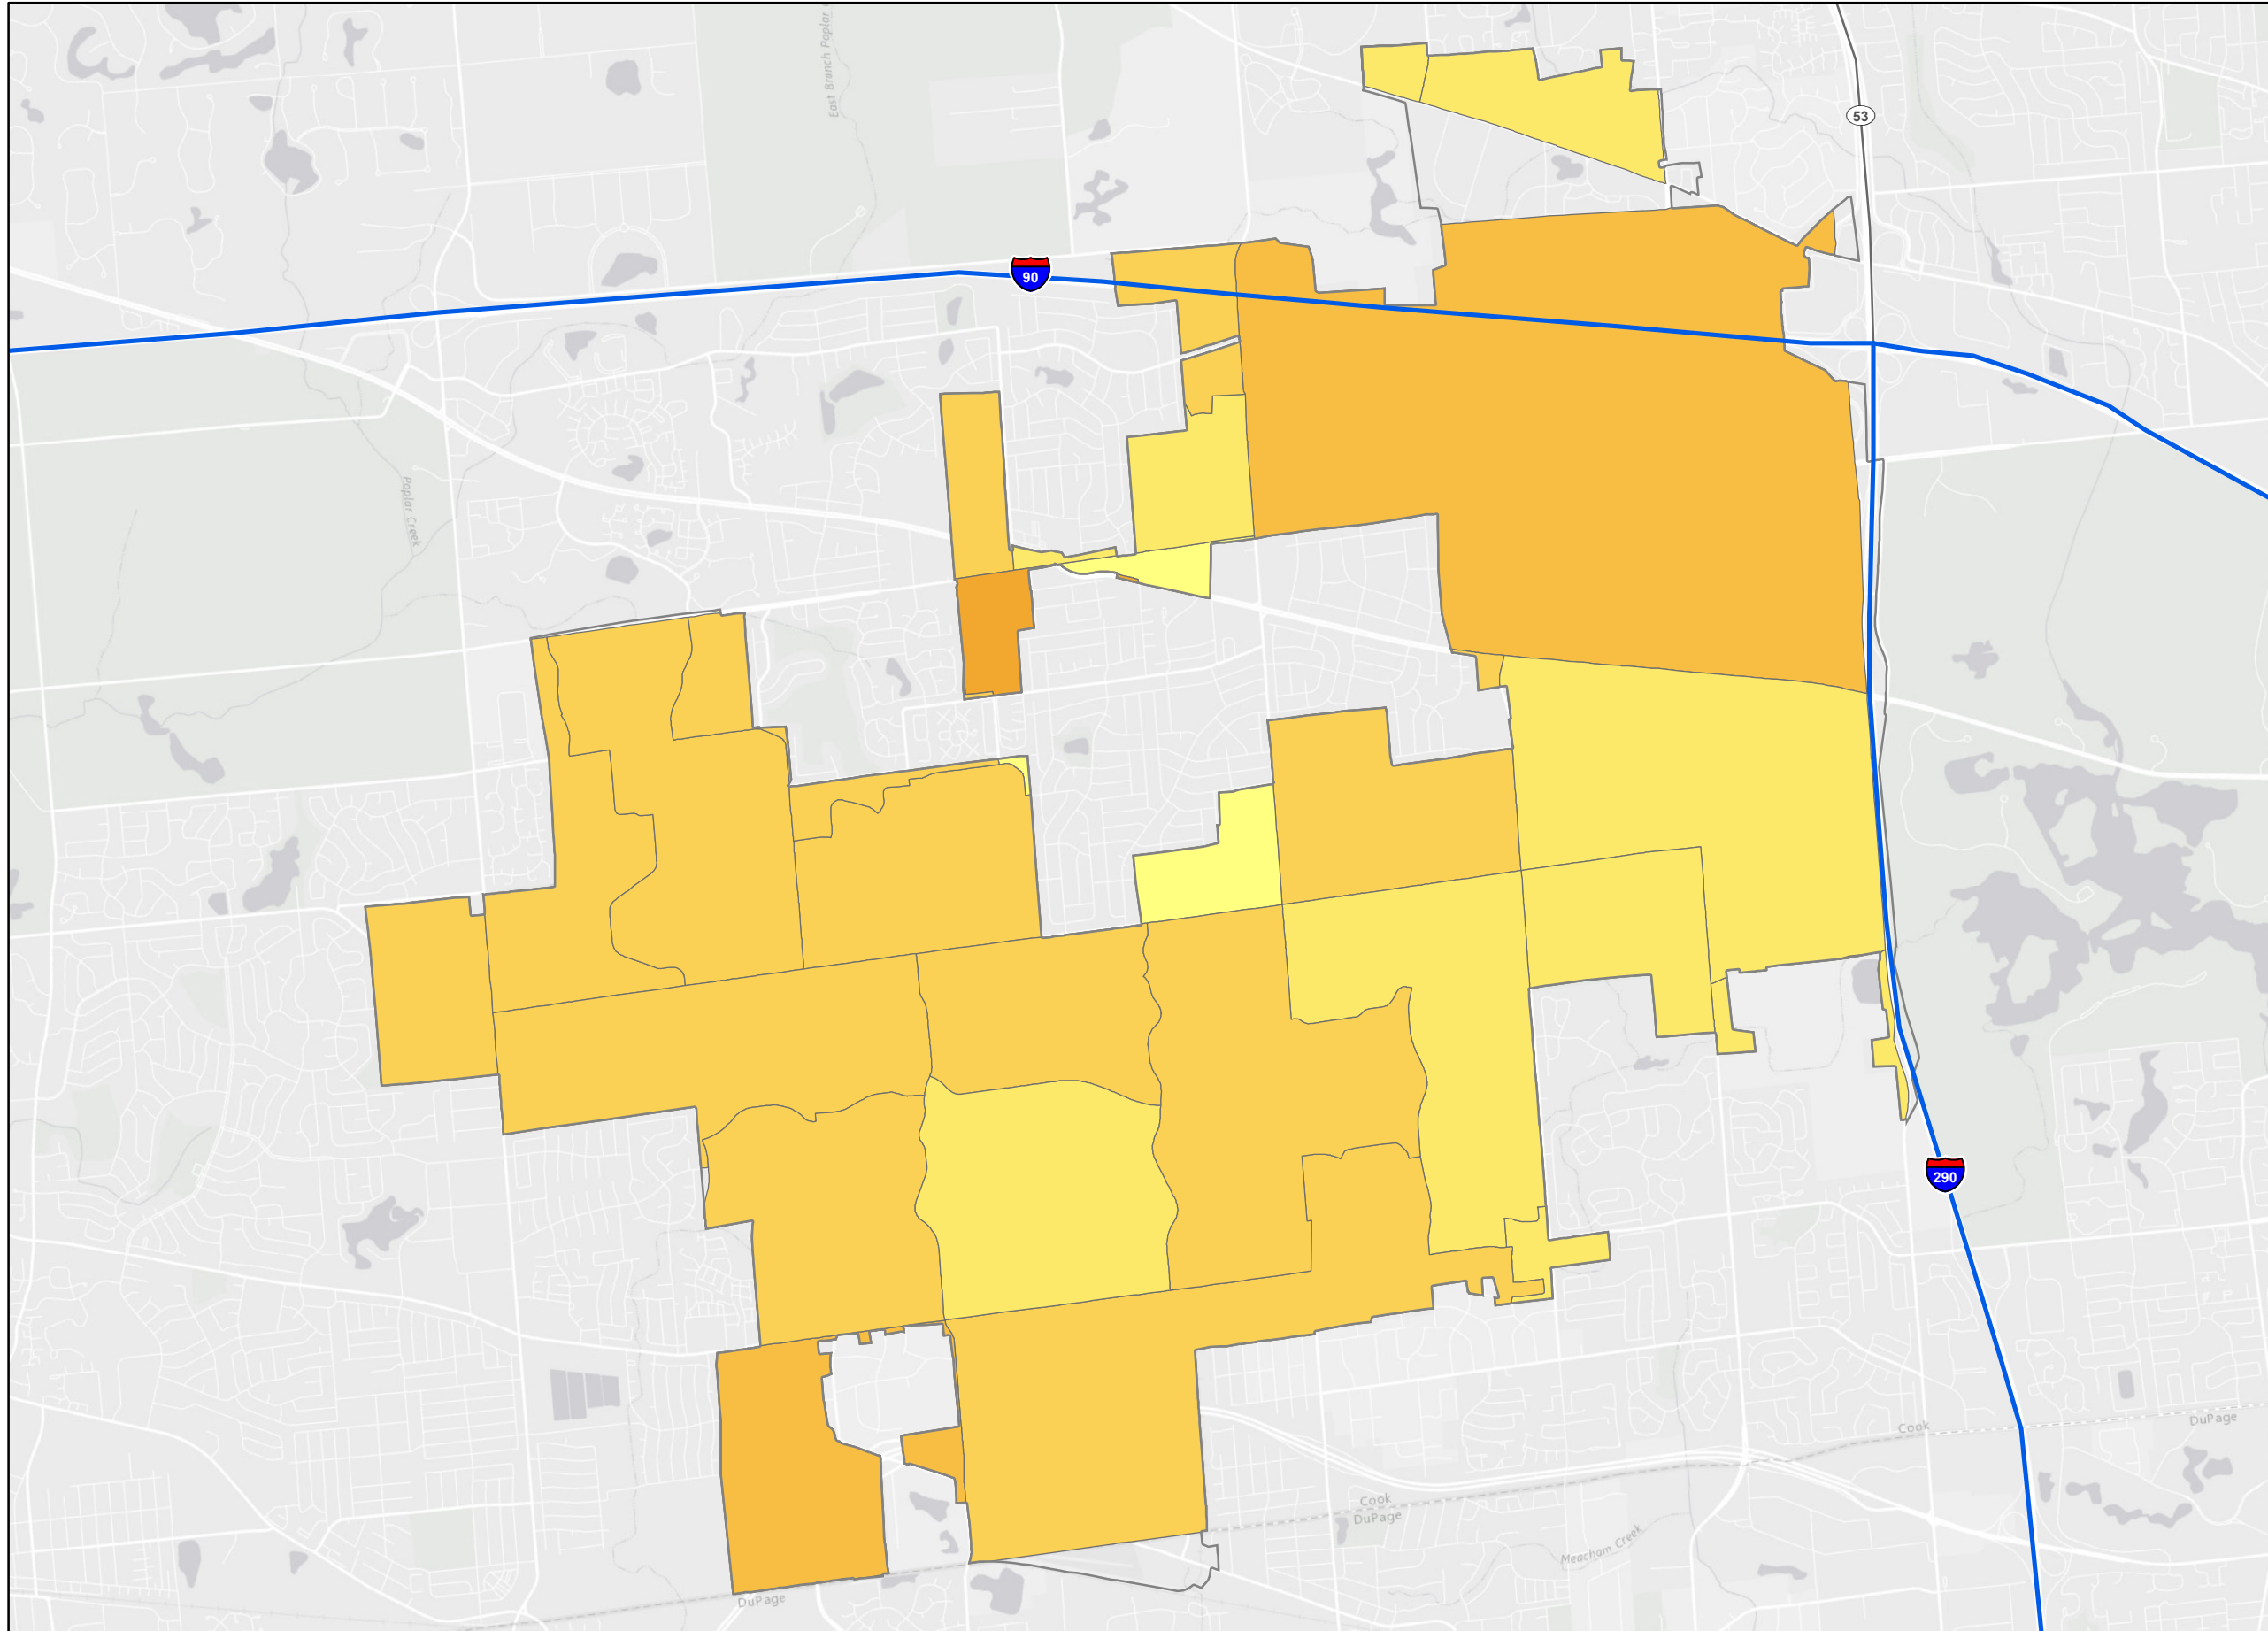 East Branch Poplar
53
90
Poplar Creek
290
Cook
DuPage
Cook
DuPage
Meacham Creek
DuPage